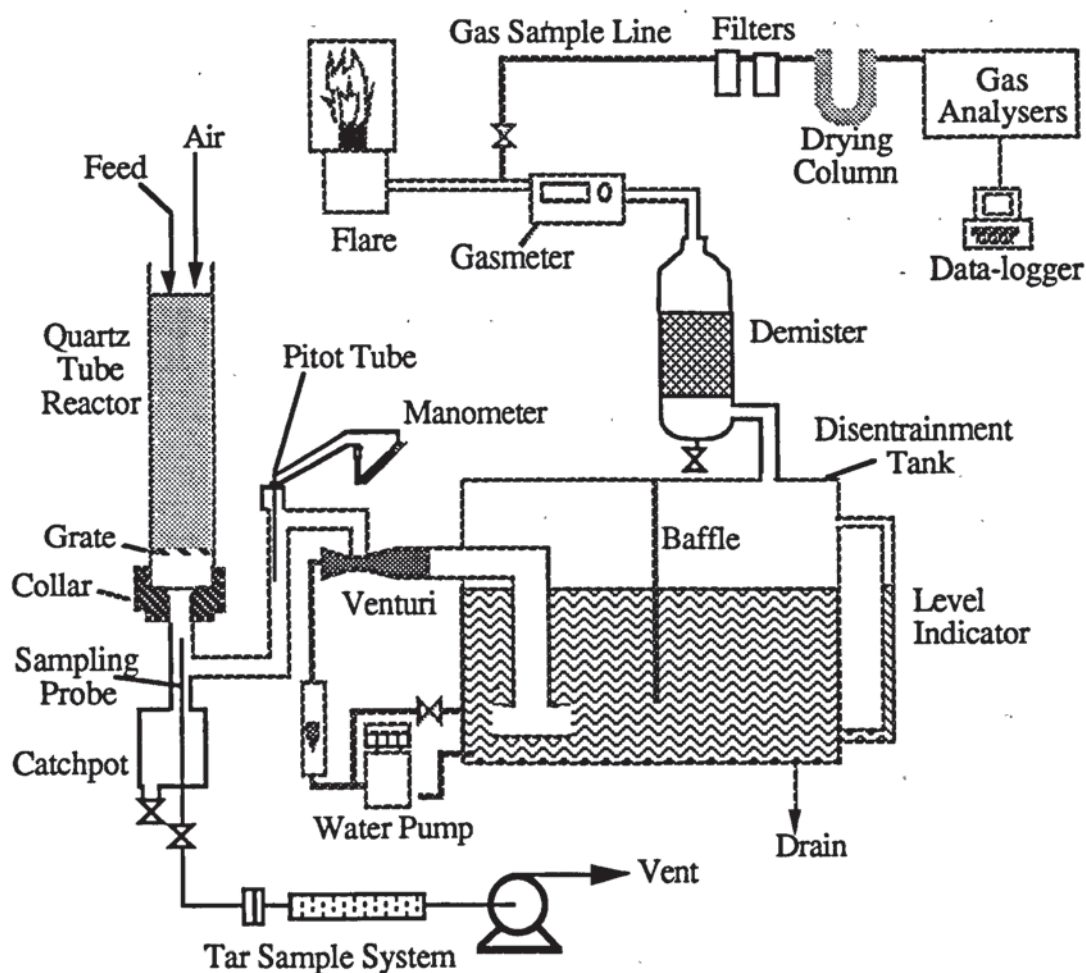 Gas Sample Line
Filters
Gas
Analysers
Drying
Column
Data-logger
Air
Feed
Flare
Gasmeter
Demister
Quartz
Tube
Reactor
Pitot Tube
Manometer
Disentrainment
Tank
Grate
Collar
Baffle
Venturi
Level
Indicator
Sampling
Probe
Catchpot
Water Pump
Drain
Vent
Tar Sample System